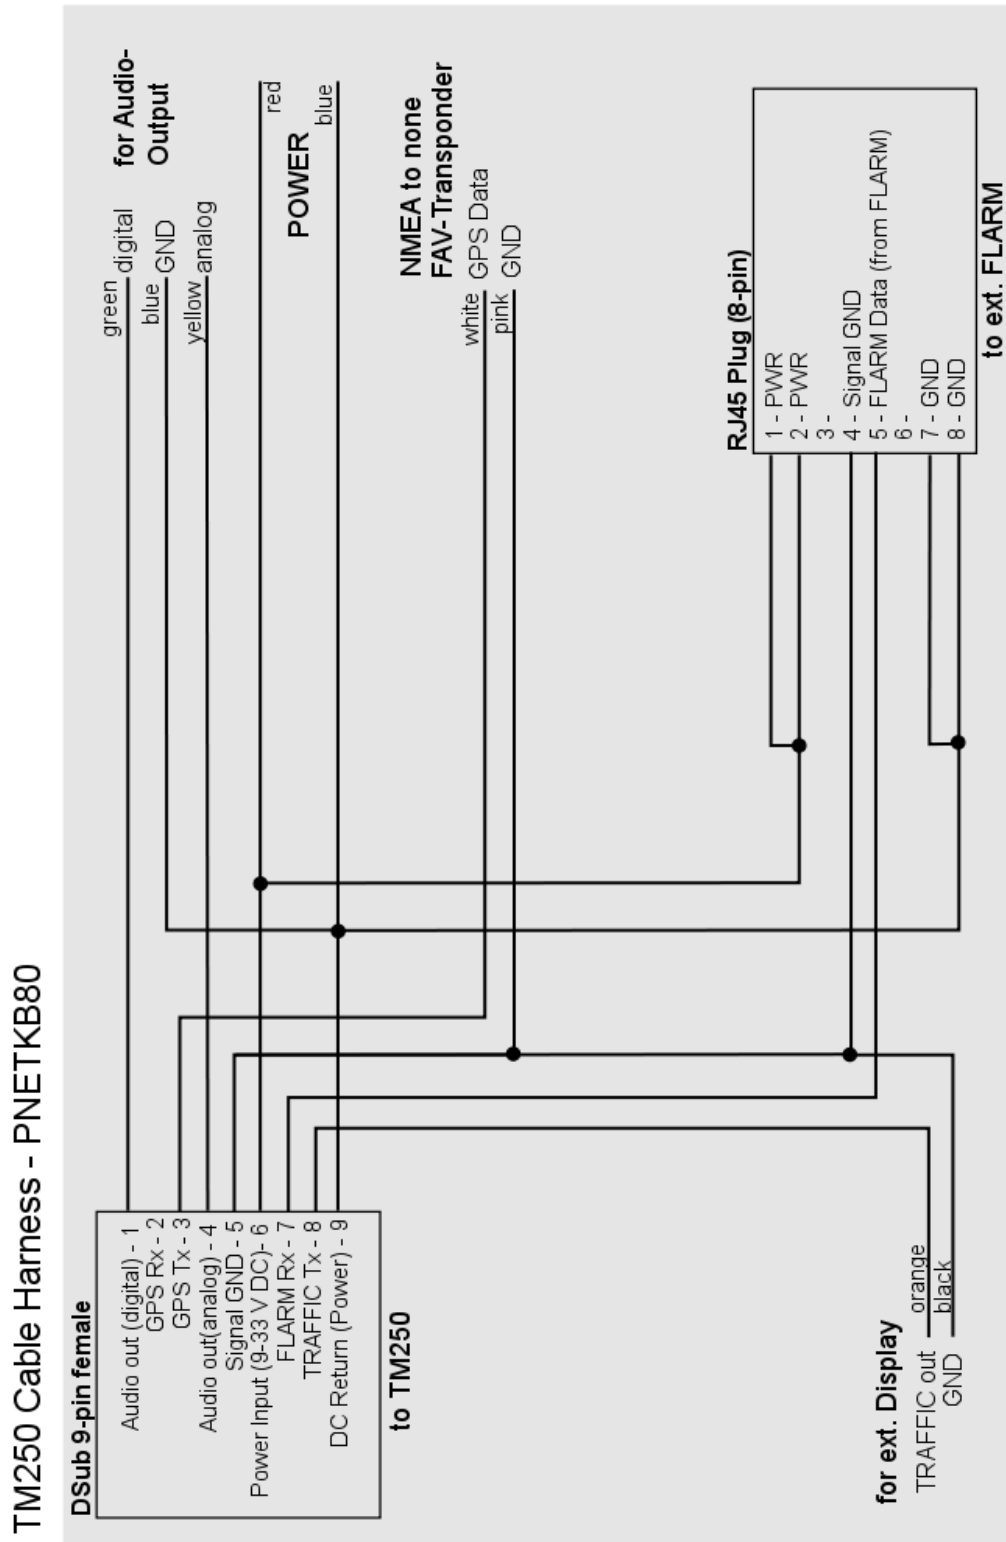 TM250 Cable Harness - PNETKB80
DSub 9-pin female
Audio out (digital) - 1
GPS Rx - 2
GPS Tx - 3
Audio out(analog) - 4
Signal GND - 5
Power Input (9-33 V DC)- 6
FLARM Rx - 7
TRAFFIC Tx - 8
DC Return (Power) - 9
to TM250
green
digital
blue
GND
yellow
analog
for Audio-
Output
red
POWER
blue
NMEA to none
FAV-Transponder
white
GPS Data
pink
GND
RJ45 Plug (8-pin)
1 - PWR
2 - PWR
3 -
4 - Signal GND
5 - FLARM Data (from FLARM)
6 -
7 - GND
8 - GND
to ext. FLARM
for ext. Display
TRAFFIC out
orange
GND
black